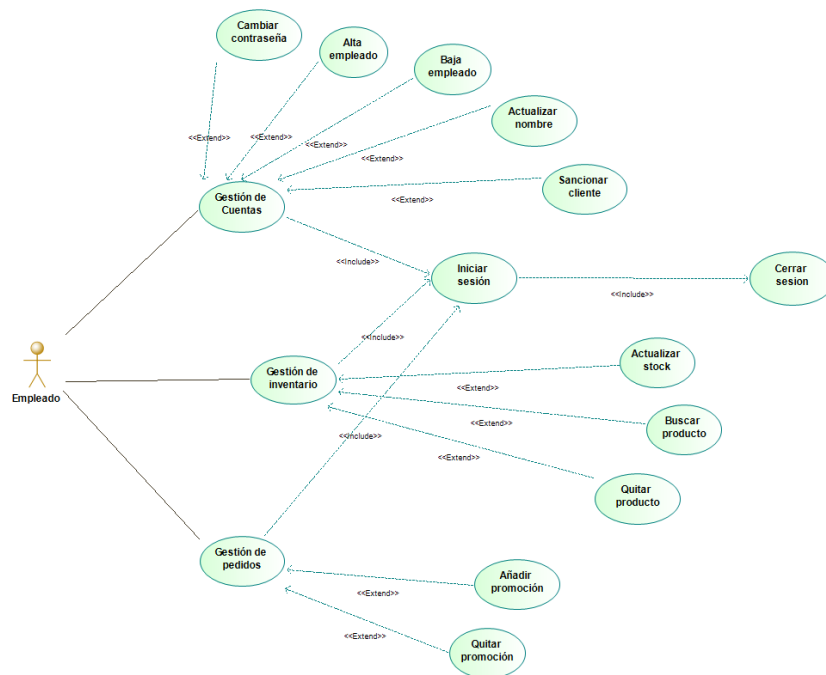 Cambiar
contraseña
Alta
empleado
Baja
empleado
Actualizar
nombre
<<Extend>>
<<Extend>>
<<Extend>>
<<Extend>>
Sancionar
cliente
<<Extend>>
Gestión de
Cuentas
<<Include>>
Iniciar
sesión
Cerrar
sesion
<<Include>>
<<Include>>
Empleado
Gestión de
inventario
Actualizar
stock
<<Extend>>
Buscar
producto
<<Extend>>
<<Include>>
<<Extend>>
Quitar
producto
Gestión de
pedidos
Añadir
promoción
<<Extend>>
<<Extend>>
Quitar
promoción